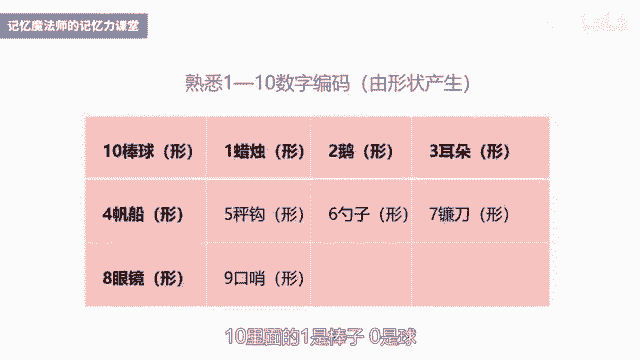 记忆魔法师的记忆力课堂
熟悉1—10数字编码（由形状产生）
10棒球（形） 1蜡烛（形） 2鹅（形） 3耳朵（形）
4帆船（形） 5秤钩（形） 6勺子（形） 7镰刀（形）
8眼镜（形） 9口哨（形）
10里面的1是棒子 0是球